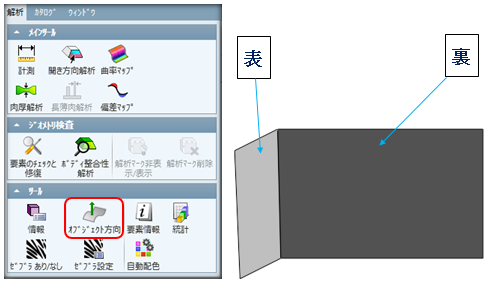 解析 カタログ ウィンドウ
メインツール
計測 開き方向解析 曲率マップ
肉厚解析 長薄肉解析 偏差マップ
ジオメトリ検査
要素のチェックと修復 ボディ整合性解析 解析マーク非表示/表示 解析マーク削除
ツール
情報 オブジェクト方向 要素情報 統計
ゼブラあり/なし ゼブラ設定 自動配色
表
裏